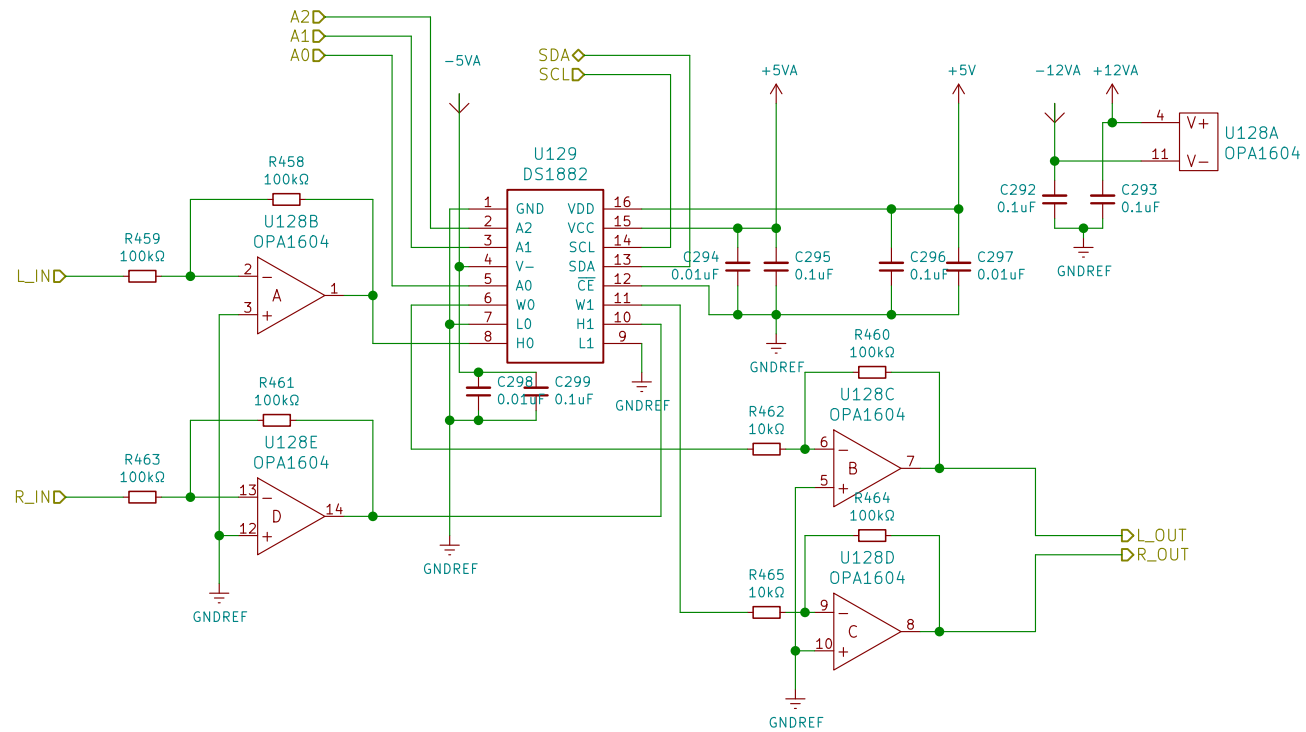 A2
A1
A0
-5VA
SDA
SCL
+5VA
+5V
-12VA
+12VA
4
V+
11
V-
U128A
OPA1604
C292
0.1uF
C293
0.1uF
GNDREF
U129
DS1882
1
GND
2
A2
3
A1
4
V-
5
A0
6
W0
7
L0
8
H0
VDD
16
VCC
15
SCL
14
SDA
13
CE
12
W1
11
H1
10
L1
9
C294
0.01uF
C295
0.1uF
C296
0.1uF
C297
0.01uF
GNDREF
GNDREF
C298
0.01uF
C299
0.1uF
R458
100kΩ
U128B
OPA1604
R459
100kΩ
L_IN
2
-
A
1
3
+
R461
100kΩ
U128E
OPA1604
R463
100kΩ
R_IN
13
-
D
14
12
+
GNDREF
GNDREF
R460
100kΩ
U128C
OPA1604
R462
10kΩ
6
-
B
7
5
+
R464
100kΩ
U128D
OPA1604
R465
10kΩ
9
-
C
8
10
+
GNDREF
L_OUT
R_OUT